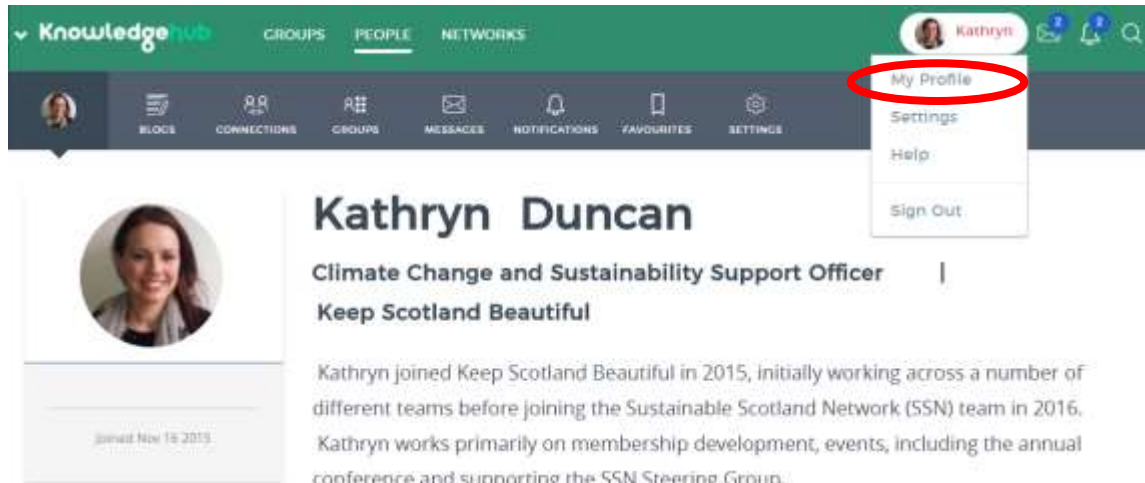 Knowledgehub GROUPS PEOPLE NETWORKS Kathryn 2 2
My Profile
Settings
Help
Sign Out
BLOGS CONNECTIONS GROUPS MESSAGES NOTIFICATIONS FAVOURITES SETTINGS
Kathryn Duncan
Climate Change and Sustainability Support Officer |
Keep Scotland Beautiful
Kathryn joined Keep Scotland Beautiful in 2015, initially working across a number of
different teams before joining the Sustainable Scotland Network (SSN) team in 2016.
Kathryn works primarily on membership development, events, including the annual
conference and supporting the SSN Steering Group.
Joined Nov 16 2015